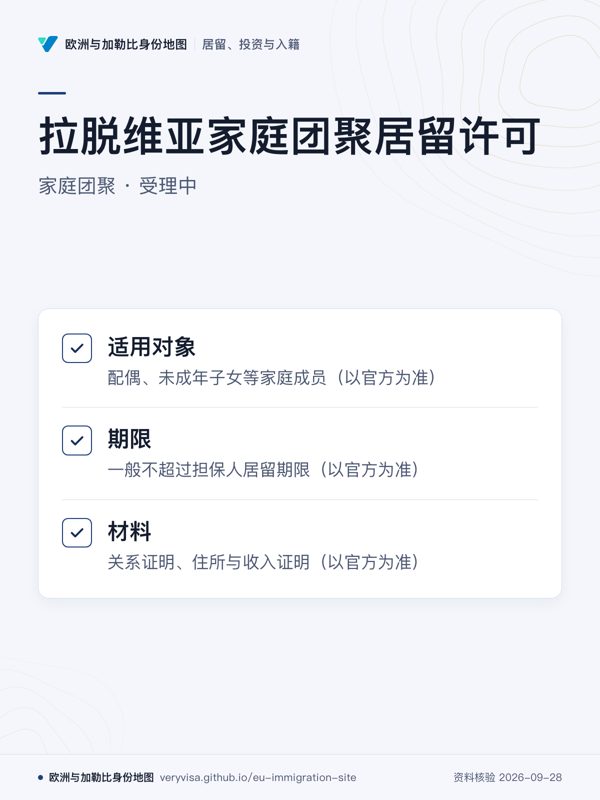 欧洲与加勒比身份地图 居留、投资与入籍
拉脱维亚家庭团聚居留许可
家庭团聚 · 受理中
适用对象
配偶、未成年子女等家庭成员（以官方为准）
期限
一般不超过担保人居留期限（以官方为准）
材料
关系证明、住所与收入证明（以官方为准）
欧洲与加勒比身份地图 veryvisa.github.io/eu-immigration-site 资料核验 2026-09-28